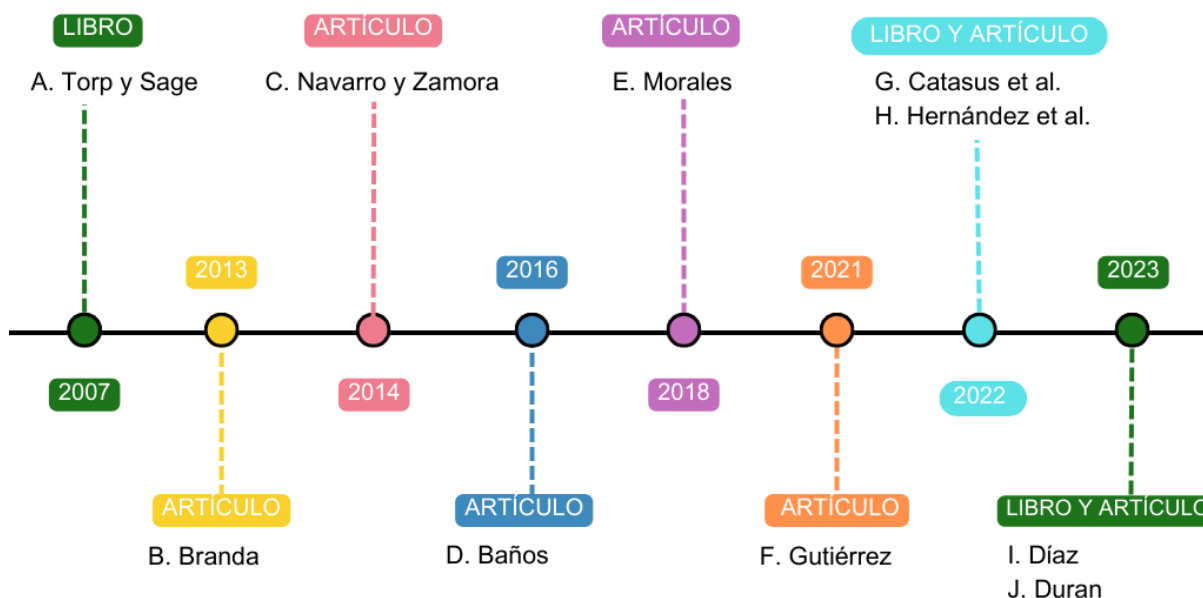 LIBRO
A. Torp y Sage
ARTÍCULO
C. Navarro y Zamora
ARTÍCULO
E. Morales
LIBRO Y ARTÍCULO
G. Catasus et al.
H. Hernández et al.
2013
2016
2021
2023
2007
2014
2018
2022
ARTÍCULO
B. Branda
ARTÍCULO
D. Baños
ARTÍCULO
F. Gutiérrez
LIBRO Y ARTÍCULO
I. Díaz
J. Duran